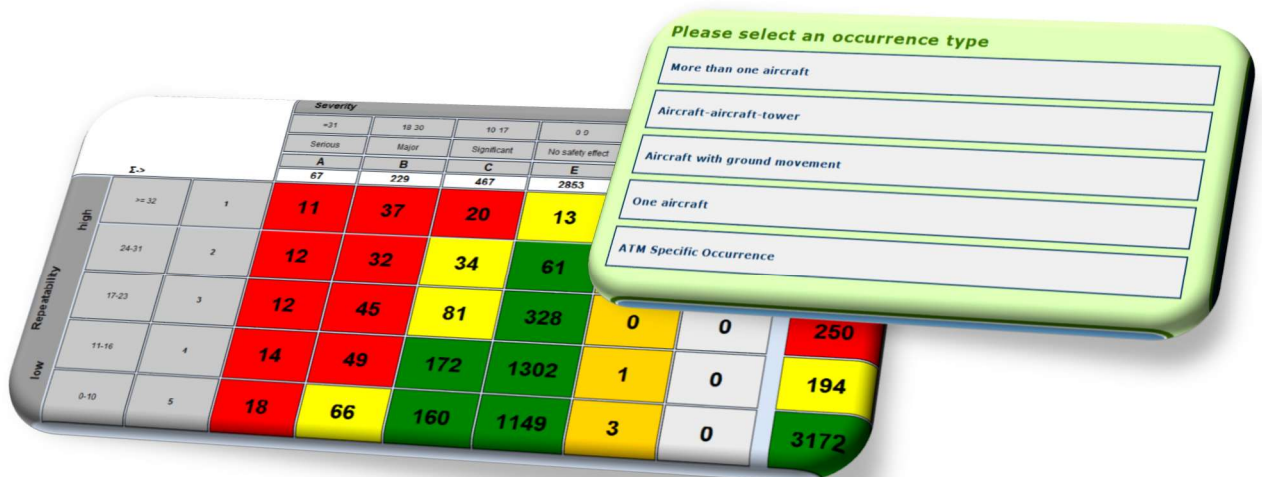 Please select an occurrence type
More than one aircraft
Aircraft-aircraft-tower
Aircraft with ground movement
One aircraft
ATM Specific Occurrence
Severity
=31 18-30 10-17 0-0
Serious Major Significant No safety effect
A B C E
Σ-> 67 229 467 2853
high >= 32 1 11 37 20 13
24-31 2 12 32 34 61
Repeatability 17-23 3 12 45 81 328 0 0 250
11-16 4 14 49 172 1302 1 0 194
low 0-10 5 18 66 160 1149 3 0 3172